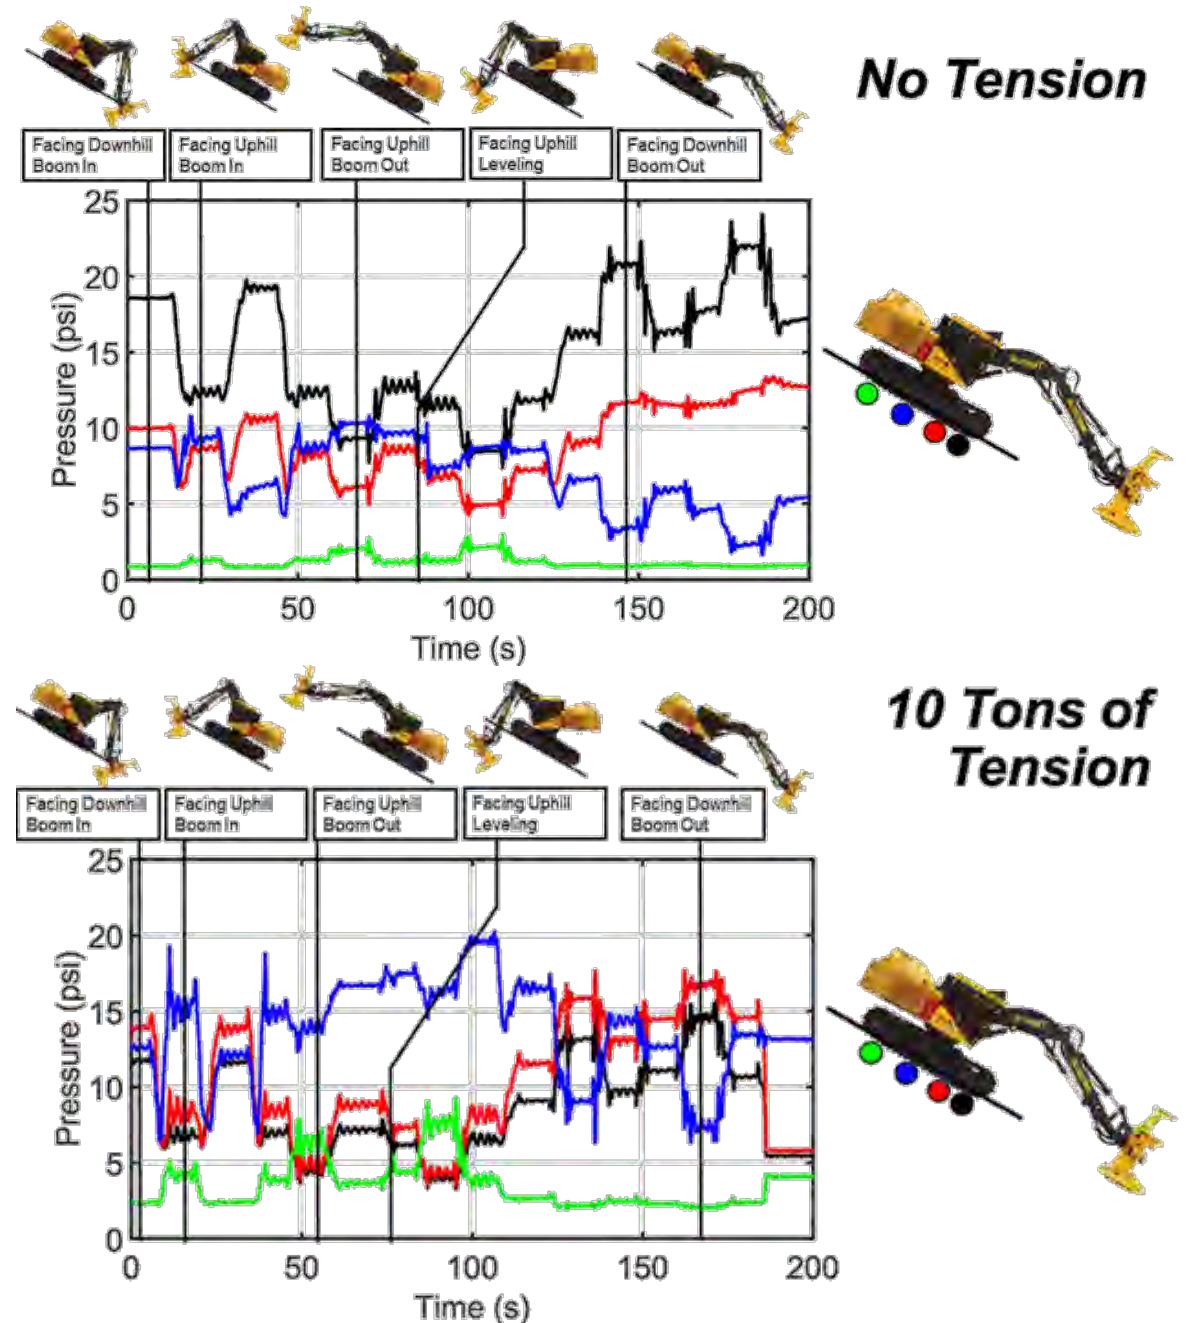 No Tension
Facing Downhill
Boom In
Facing Uphill
Boom In
Facing Uphill
Boom Out
Facing Uphill
Leveling
Facing Downhill
Boom Out
25
20
15
10
5
0
Pressure (psi)
0 50 100 150 200
Time (s)
10 Tons of
Tension
Facing Downhill
Boom In
Facing Uphill
Boom In
Facing Uphill
Boom Out
Facing Uphill
Leveling
Facing Downhill
Boom Out
25
20
15
10
5
0
Pressure (psi)
0 50 100 150 200
Time (s)